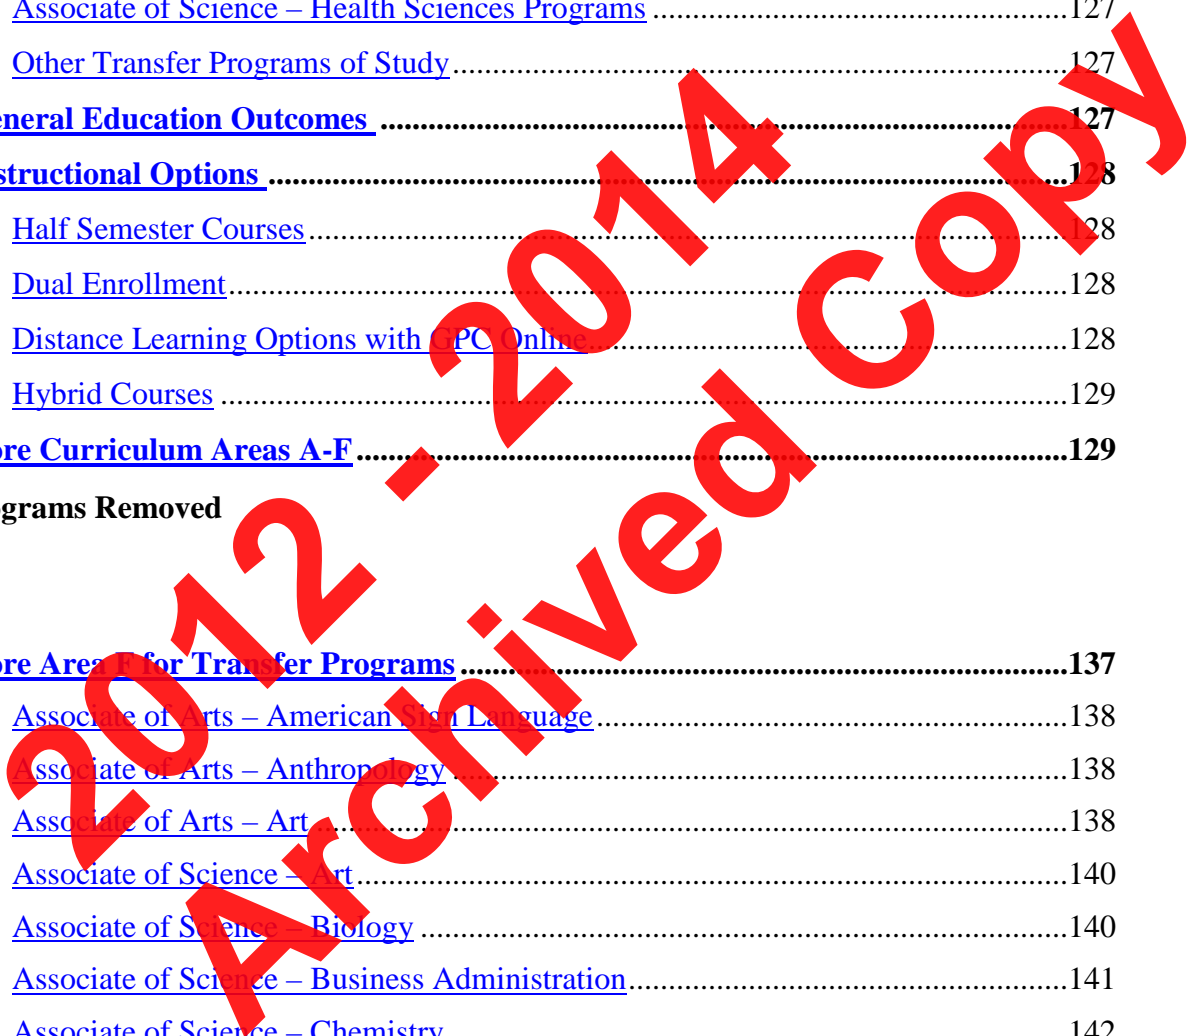 Associate of Science – Health Sciences Programs ....................127
Other Transfer Programs of Study....................127
eneral Education Outcomes ....................127
structional Options ....................128
Half Semester Courses....................128
Dual Enrollment....................128
Distance Learning Options with GPC Online....................128
Hybrid Courses ....................129
ore Curriculum Areas A-F....................129
ograms Removed
ore Area F for Transfer Programs....................137
Associate of Arts – American Sign Language....................138
Associate of Arts – Anthropology ....................138
Associate of Arts – Art....................138
Associate of Science – Art....................140
Associate of Science – Biology ....................140
Associate of Science – Business Administration....................141
Associate of Science – Chemistry....................142
2012 - 2014
Archived Copy